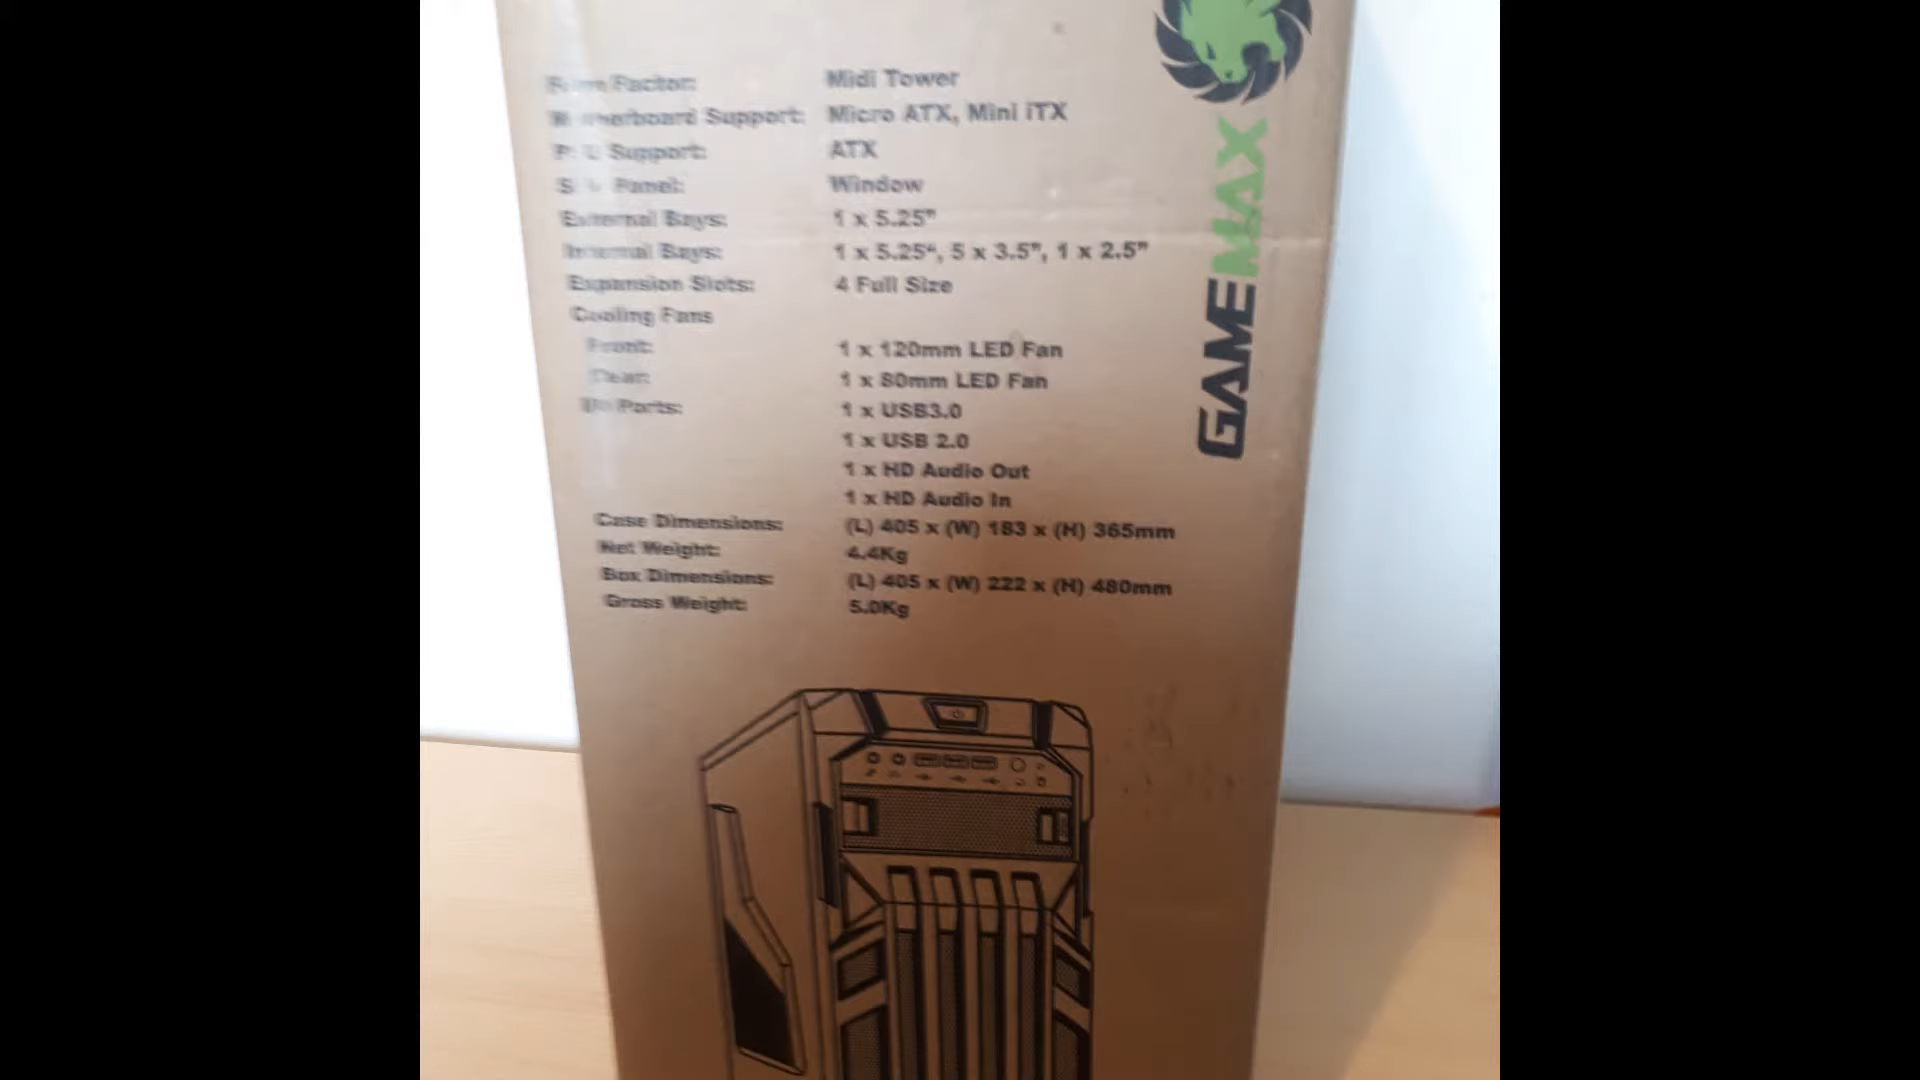 Form Factor: Midi Tower
Motherboard Support: Micro ATX, Mini iTX
PSU Support: ATX
Side Panel: Window
External Bays: 1 x 5.25"
Internal Bays: 1 x 5.25“, 5 x 3.5", 1 x 2.5"
Expansion Slots: 4 Full Size
Cooling Fans
Front: 1 x 120mm LED Fan
Rear: 1 x 80mm LED Fan
Ports: 1 x USB3.0
1 x USB 2.0
1 x HD Audio Out
1 x HD Audio In
Case Dimensions: (L) 405 x (W) 183 x (H) 365mm
Net Weight: 4.4Kg
Box Dimensions: (L) 405 x (W) 222 x (H) 480mm
Gross Weight: 5.0Kg
GAMEMAX